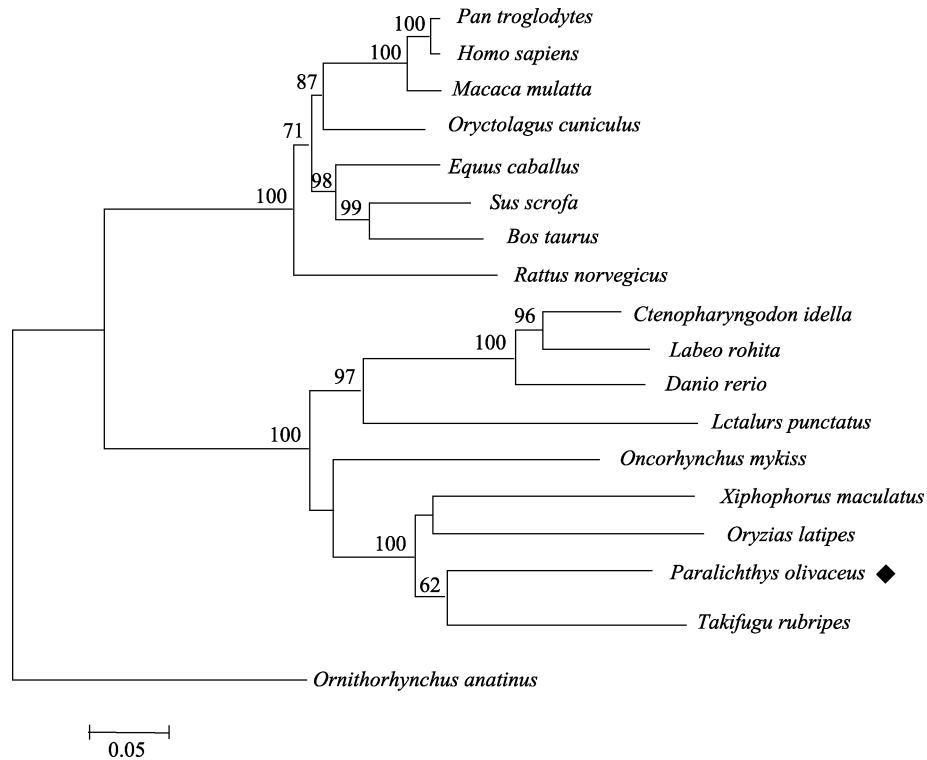 Pan troglodytes
100
Homo sapiens
100
87
Macaca mulatta
Oryctolagus cuniculus
71
Equus caballus
98
100
Sus scrofa
99
Bos taurus
Rattus norvegicus
Ctenopharyngodon idella
96
100
Labeo rohita
97
Danio rerio
Lctalurs punctatus
100
Oncorhynchus mykiss
Xiphophorus maculatus
Oryzias latipes
100
Paralichthys olivaceus
62
Takifugu rubripes
Ornithorhynchus anatinus
0.05